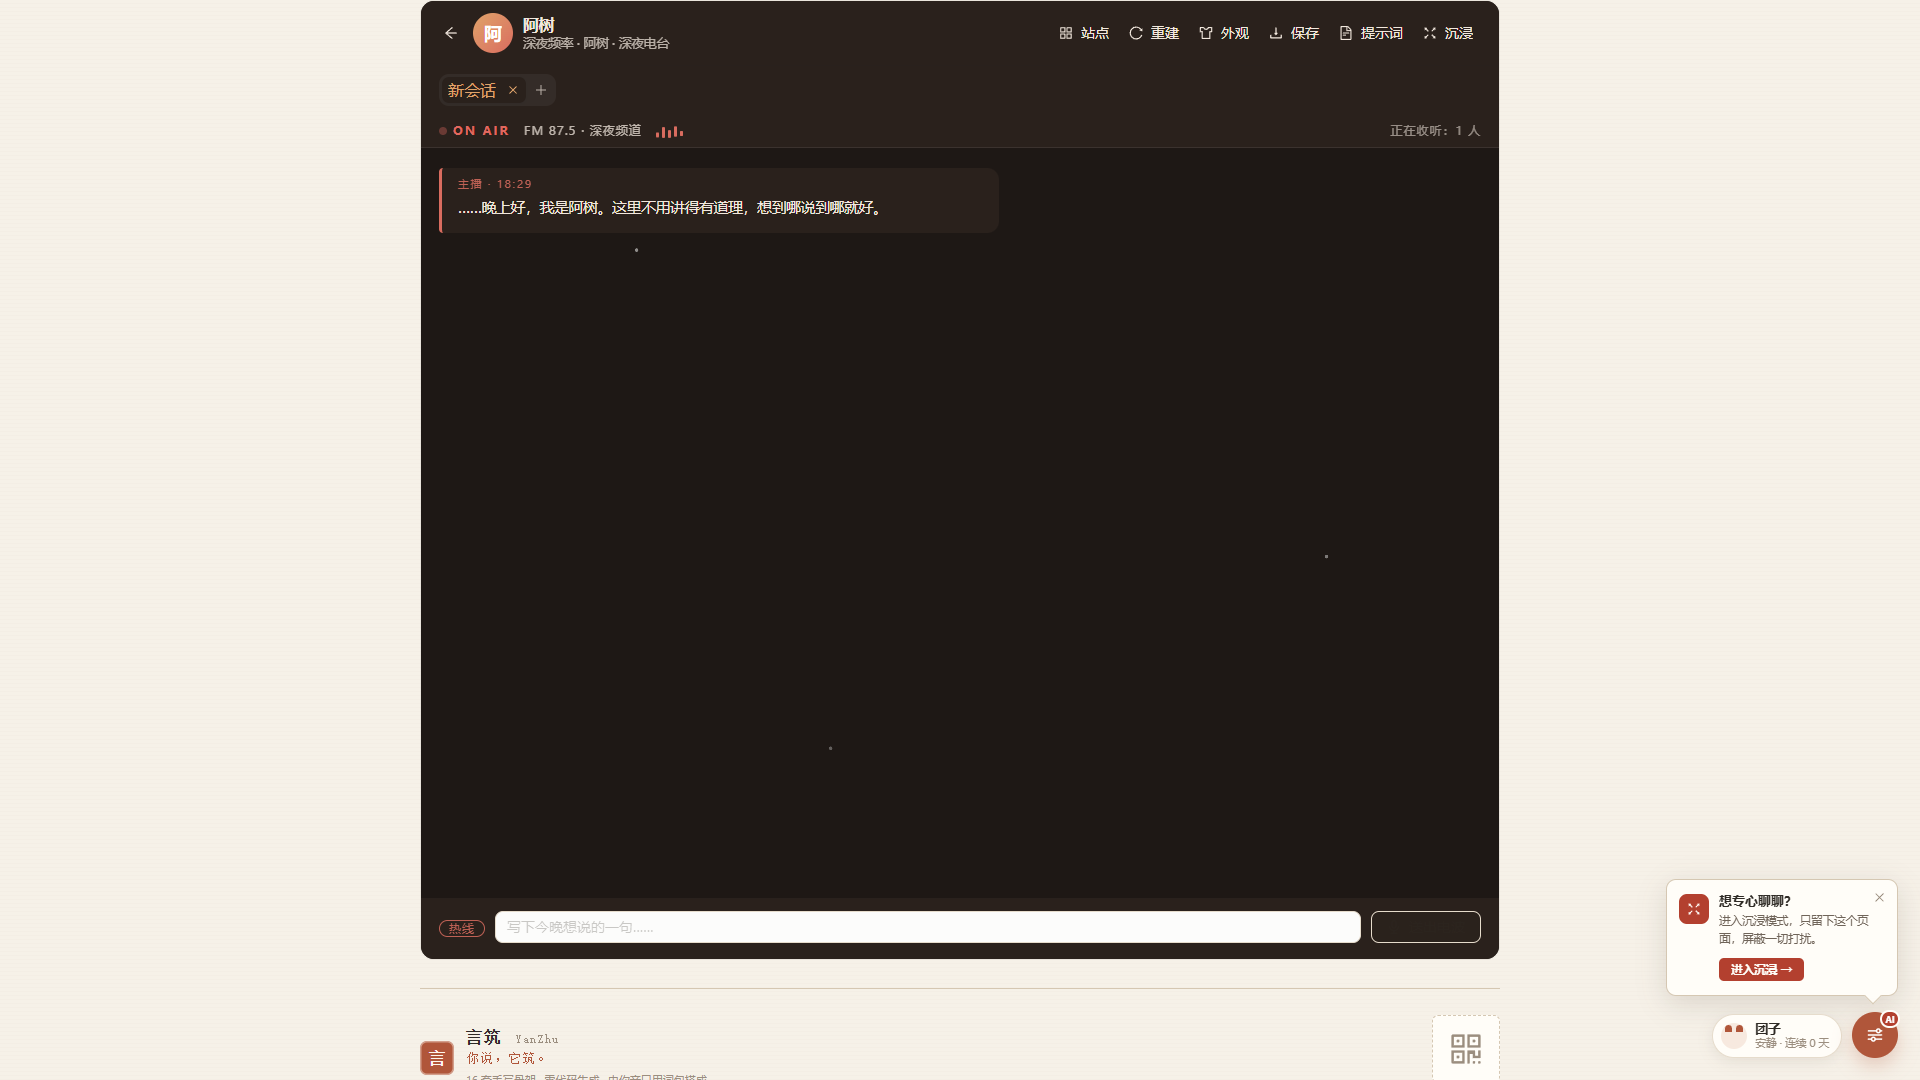 阿
阿树
深夜频率 · 阿树 · 深夜电台
站点
重建
外观
保存
提示词
沉浸
新会话
ON AIR
FM 87.5 · 深夜频道
正在收听：1 人
主播 · 18:29
……晚上好，我是阿树。这里不用讲得有道理，想到哪说到哪就好。
热线
写下今晚想说的一句……
想专心聊聊？
进入沉浸模式，只留下这个页
面，屏蔽一切打扰。
进入沉浸 →
AI
团子
安静 · 连续 0 天
言
言筑 YanZhu
你说，它筑。